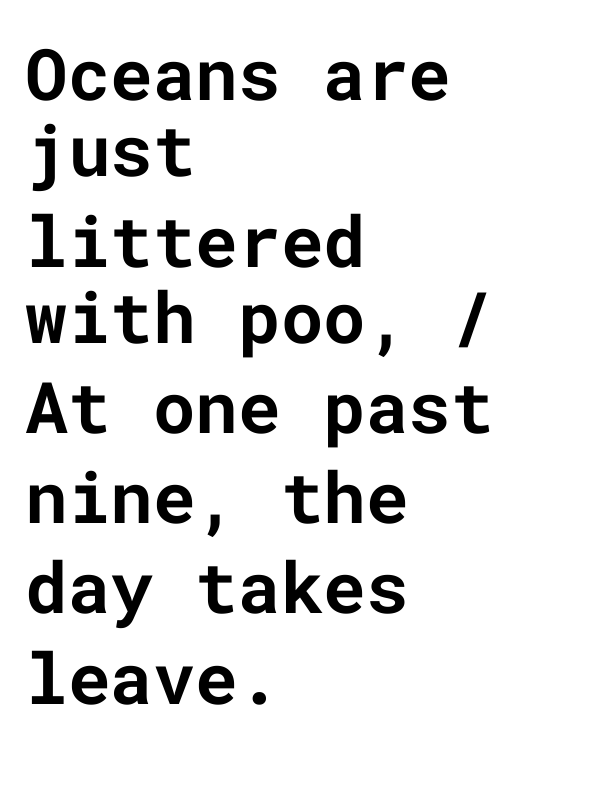 Oceans are
just
littered
with poo, /
At one past
nine, the
day takes
leave.